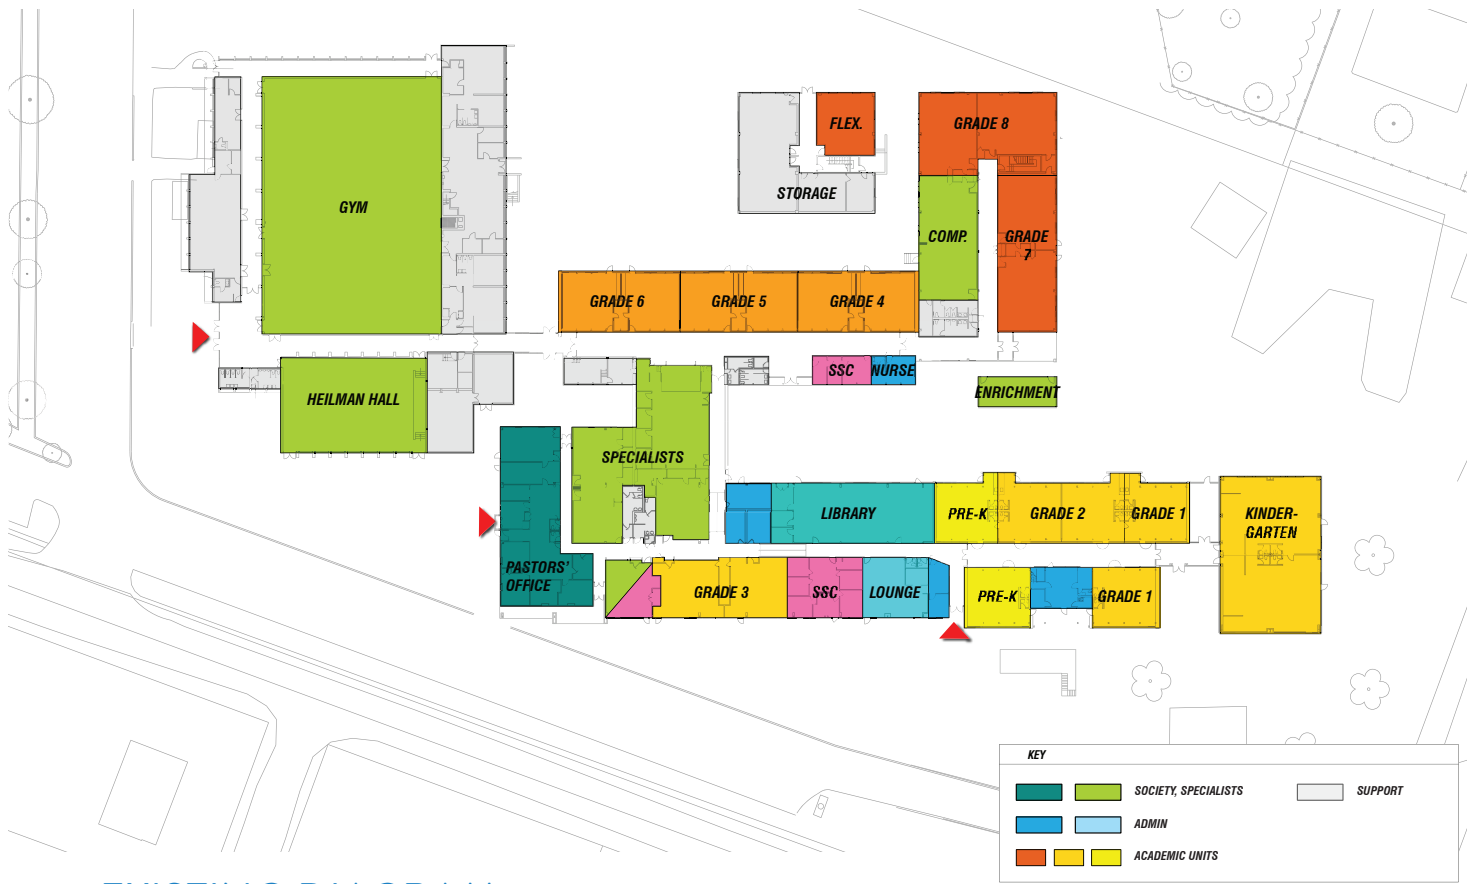 FLEX.
GRADE 8
STORAGE
GYM
COMP.
GRADE
7
GRADE 6
GRADE 5
GRADE 4
SSC
NURSE
HEILMAN HALL
ENRICHMENT
SPECIALISTS
LIBRARY
PRE-K
GRADE 2
GRADE 1
KINDER-
GARTEN
PASTORS'
OFFICE
GRADE 3
SSC
LOUNGE
PRE-K
GRADE 1
KEY
SOCIETY, SPECIALISTS
SUPPORT
ADMIN
ACADEMIC UNITS